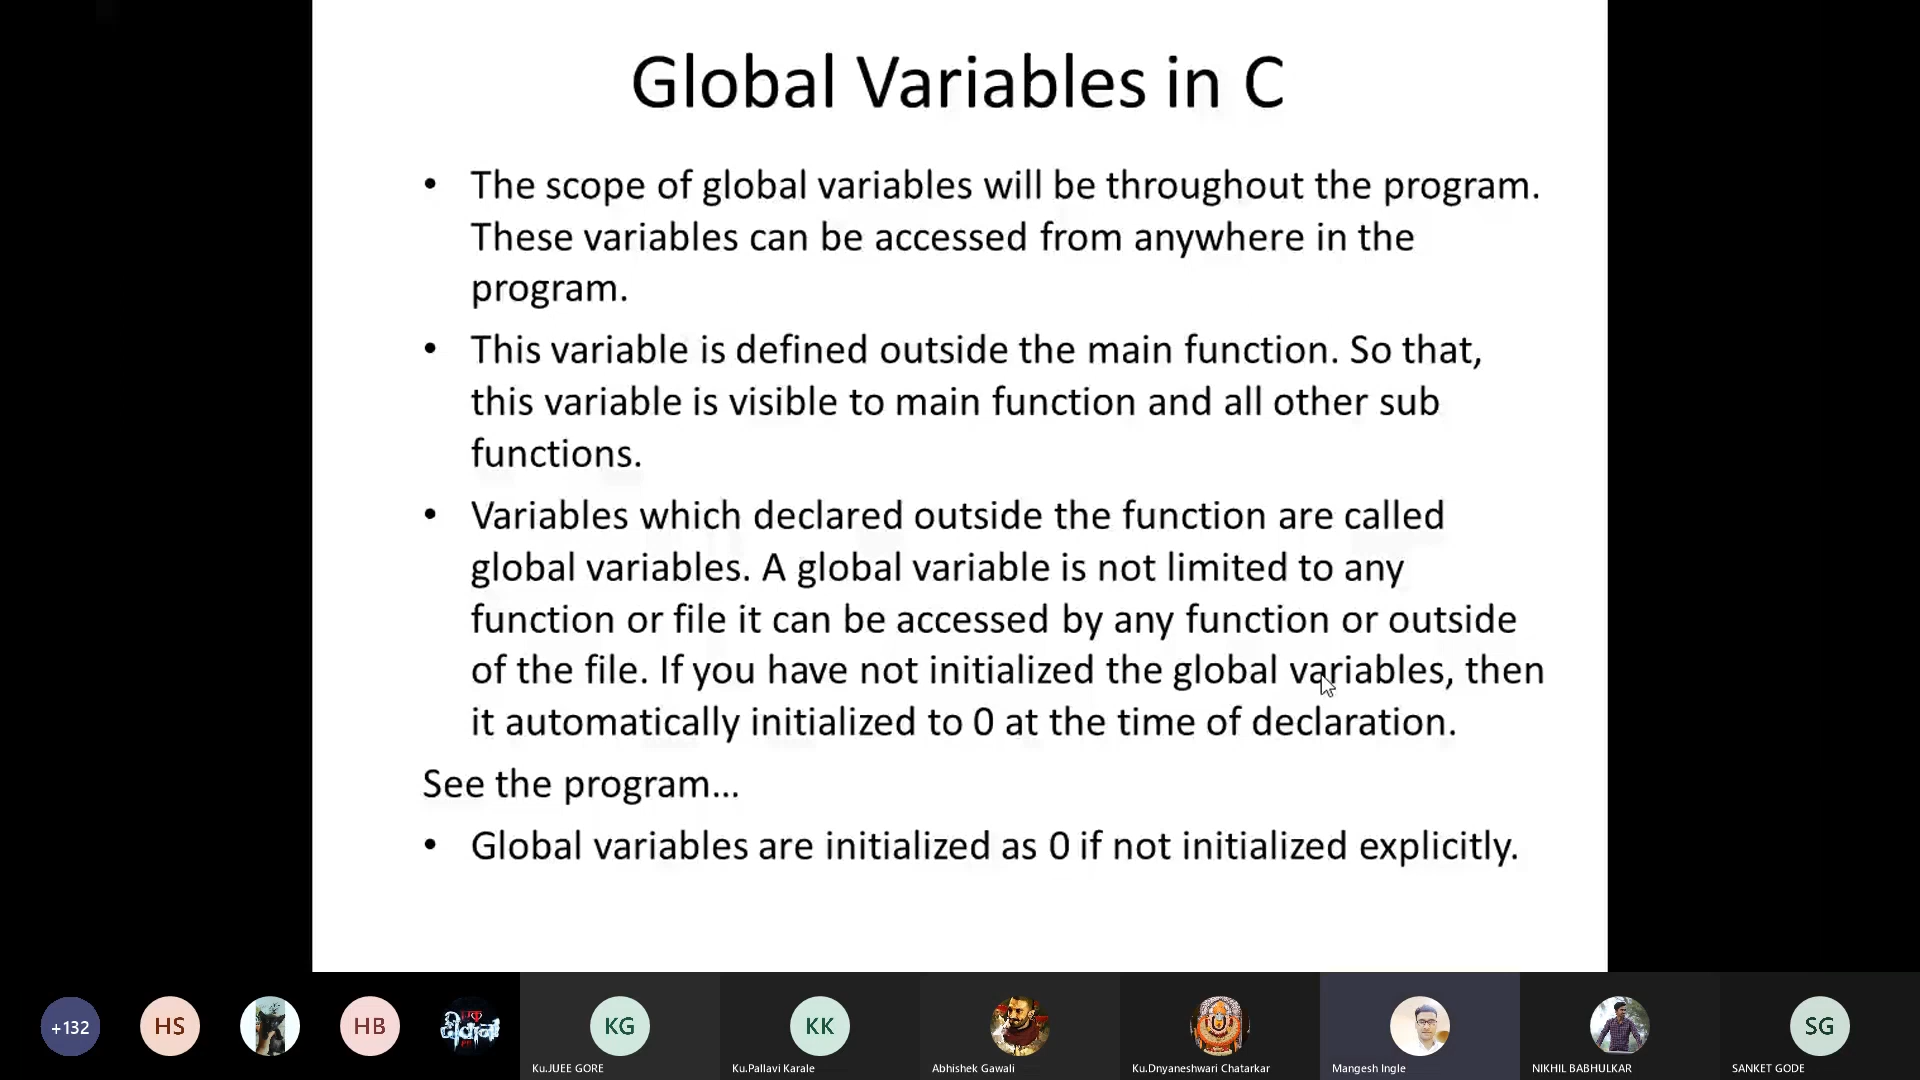 Global Variables in C
• The scope of global variables will be throughout the program.
These variables can be accessed from anywhere in the
program.
• This variable is defined outside the main function. So that,
this variable is visible to main function and all other sub
functions.
• Variables which declared outside the function are called
global variables. A global variable is not limited to any
function or file it can be accessed by any function or outside
of the file. If you have not initialized the global variables, then
it automatically initialized to 0 at the time of declaration.
See the program...
• Global variables are initialized as 0 if not initialized explicitly.
+132
HS
HB
KG
KK
SG
Ku.JUEE GORE
Ku.Pallavi Karale
Abhishek Gawali
Ku.Dnyaneshwari Chatarkar
Mangesh Ingle
NIKHIL BABHULKAR
SANKET GODE